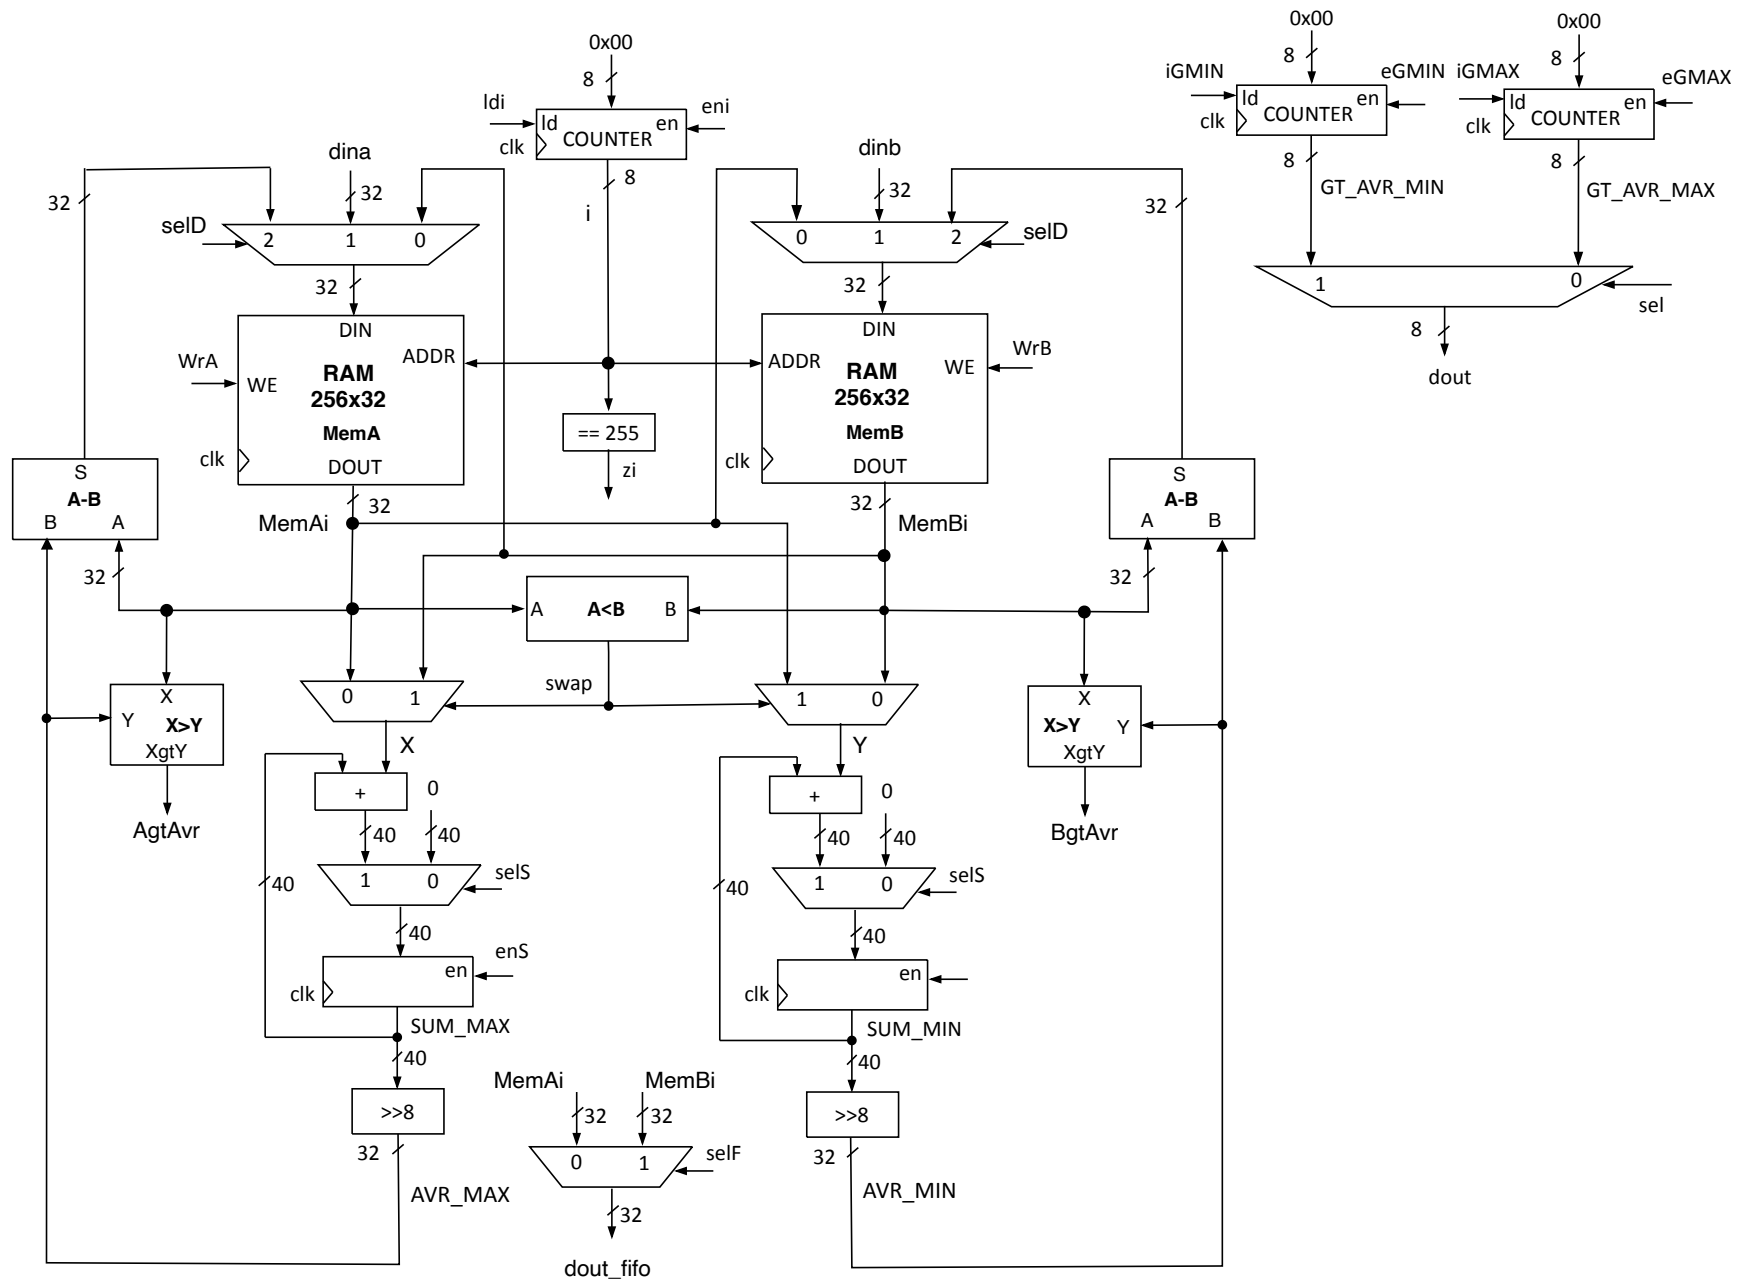 0x00
8
ldi
ld
en
eni
clk
COUNTER
8
i
0x00
8
iGMIN
ld
en
eGMIN
clk
COUNTER
8
GT_AVR_MIN
0x00
8
iGMAX
ld
en
eGMAX
clk
COUNTER
8
GT_AVR_MAX
1
0
sel
8
dout
dina
32
32
selD
2
1
0
32
dinb
32
32
0
1
2
selD
32
DIN
WrA
WE
ADDR
RAM
256x32
MemA
clk
DOUT
32
MemAi
== 255
zi
DIN
ADDR
WE
WrB
RAM
256x32
MemB
clk
DOUT
32
MemBi
S
A-B
B
A
32
S
A-B
A
B
32
A
A<B
B
swap
X
Y
X>Y
XgtY
AgtAvr
0
1
X
1
0
Y
X
X>Y
Y
XgtY
BgtAvr
+
0
40
40
1
0
selS
40
40
en
enS
clk
SUM_MAX
40
>>8
32
AVR_MAX
+
0
40
40
1
0
selS
40
40
en
clk
SUM_MIN
40
>>8
32
AVR_MIN
MemAi
MemBi
32
32
0
1
selF
32
dout_fifo